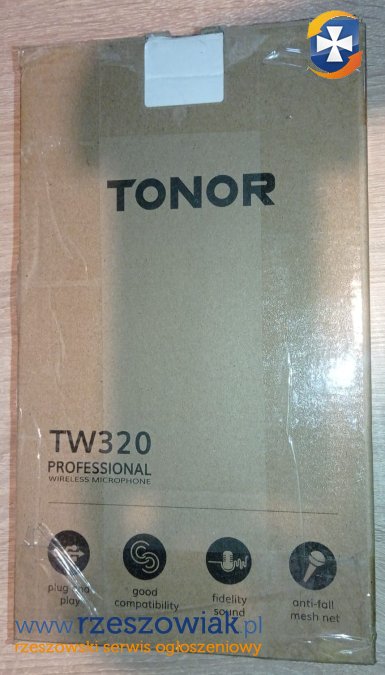 TONOR
TW320
PROFESSIONAL
WIRELESS MICROPHONE
plug and play
good compatibility
fidelity sound
anti-fall mesh net
www.rzeszowiak.pl
rzeszowski serwis ogłoszeniowy